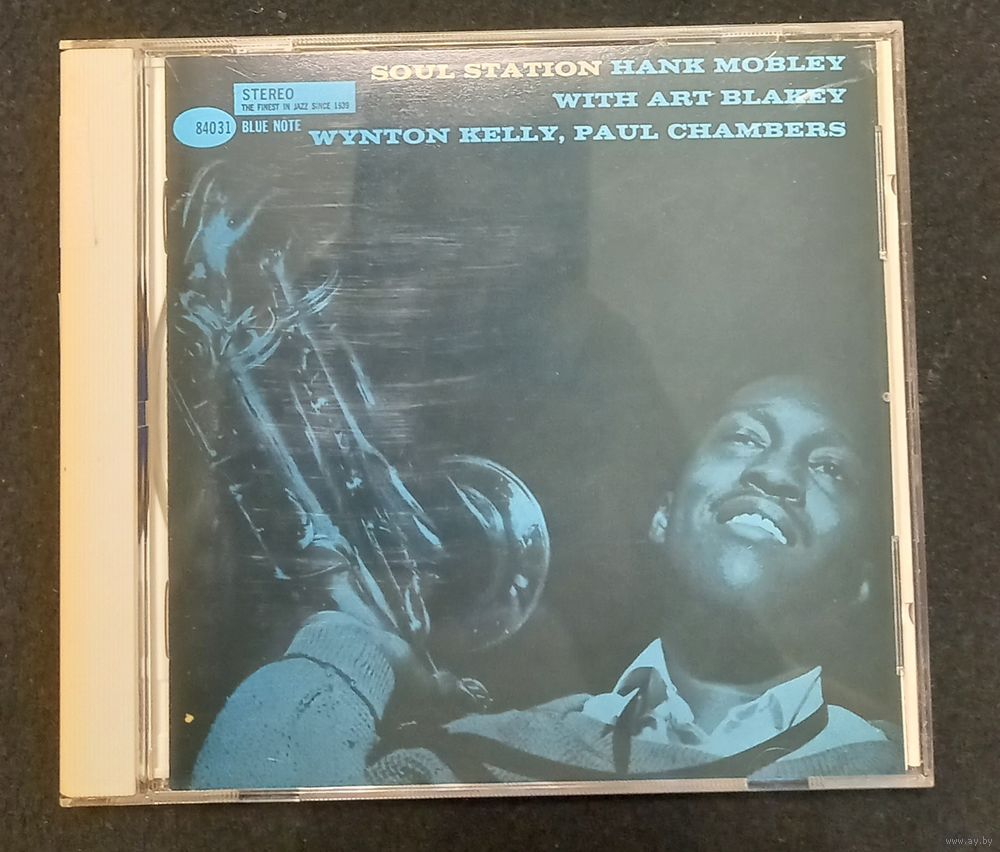 SOUL STATION HANK MOBLEY
WITH ART BLAKEY
WYNTON KELLY, PAUL CHAMBERS
STEREO
THE FINEST IN JAZZ SINCE 1939
84031 BLUE NOTE
www.ay.by